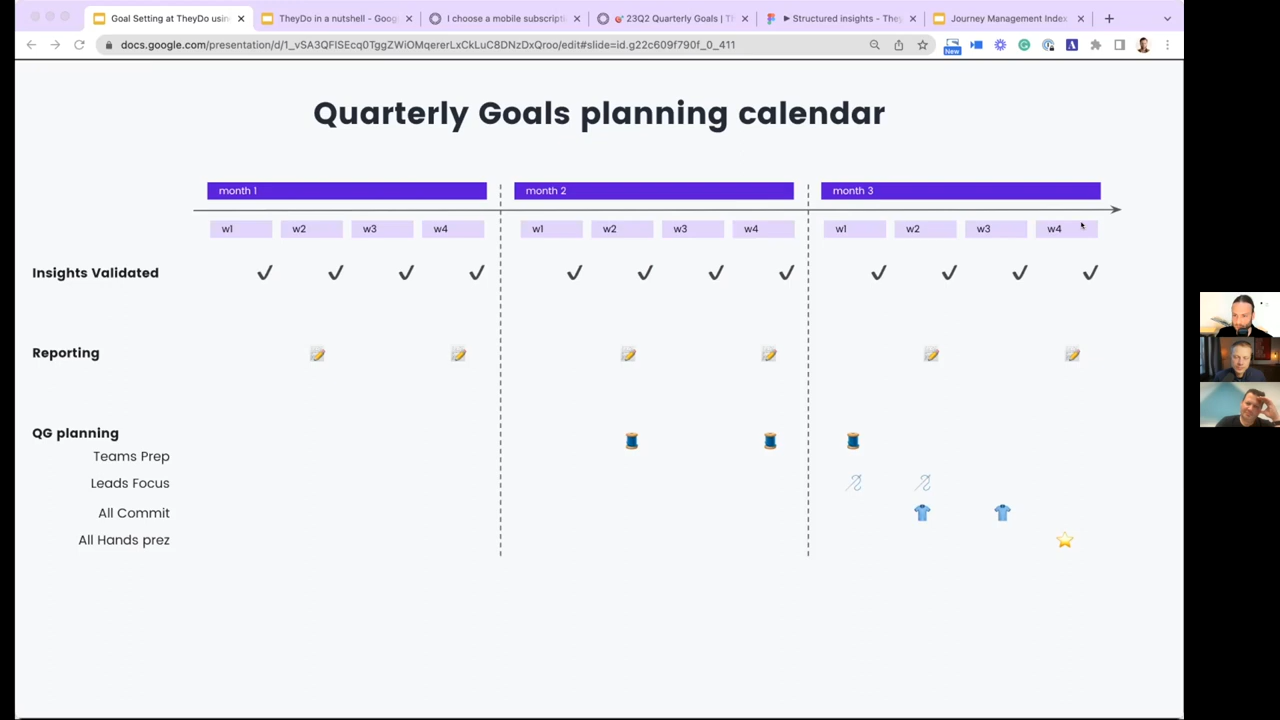 Goal Setting at TheyDo usin
TheyDo in a nutshell - Goog
I choose a mobile subscripti
23Q2 Quarterly Goals | Th
Structured insights - They
Journey Management Index
docs.google.com/presentation/d/1_vSA3QFISEcq0TggZWiOMqererLxCkLuC8DNzDxQroo/edit#slide=id.g22c609f790f_0_411
New
Quarterly Goals planning calendar
month 1
month 2
month 3
w1
w2
w3
w4
w1
w2
w3
w4
w1
w2
w3
w4
Insights Validated
Reporting
QG planning
Teams Prep
Leads Focus
All Commit
All Hands prez